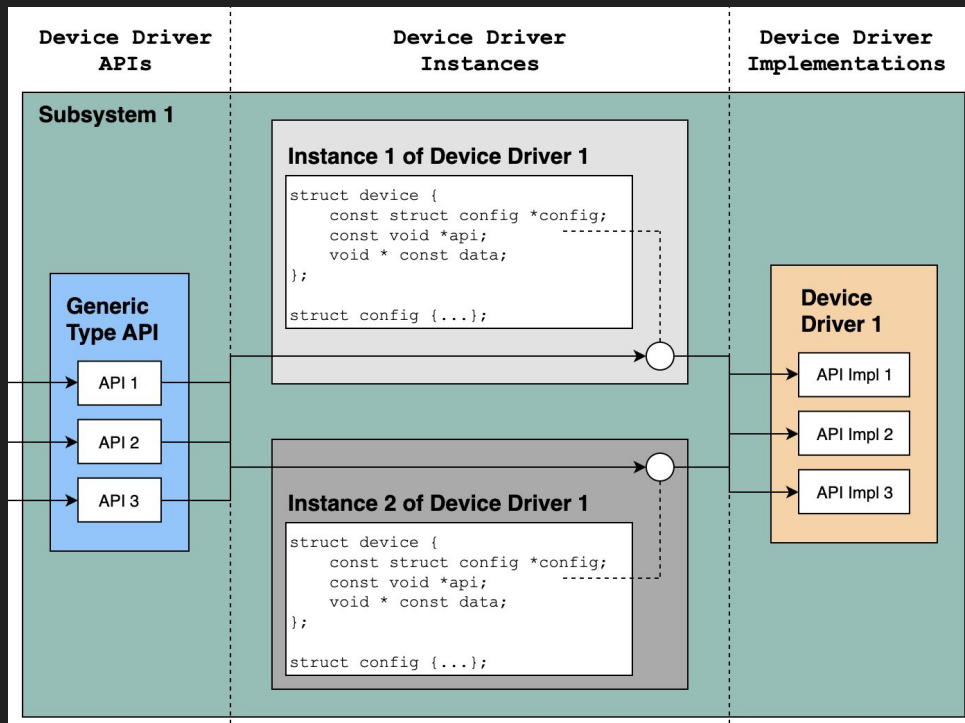 Device Driver
APIs
Device Driver
Instances
Device Driver
Implementations
Subsystem 1
Generic
Type API
API 1
API 2
API 3
Instance 1 of Device Driver 1
struct device {
    const struct config *config;
    const void *api;
    void * const data;
};
struct config {...};
Instance 2 of Device Driver 1
struct device {
    const struct config *config;
    const void *api;
    void * const data;
};
struct config {...};
Device
Driver 1
API Impl 1
API Impl 2
API Impl 3